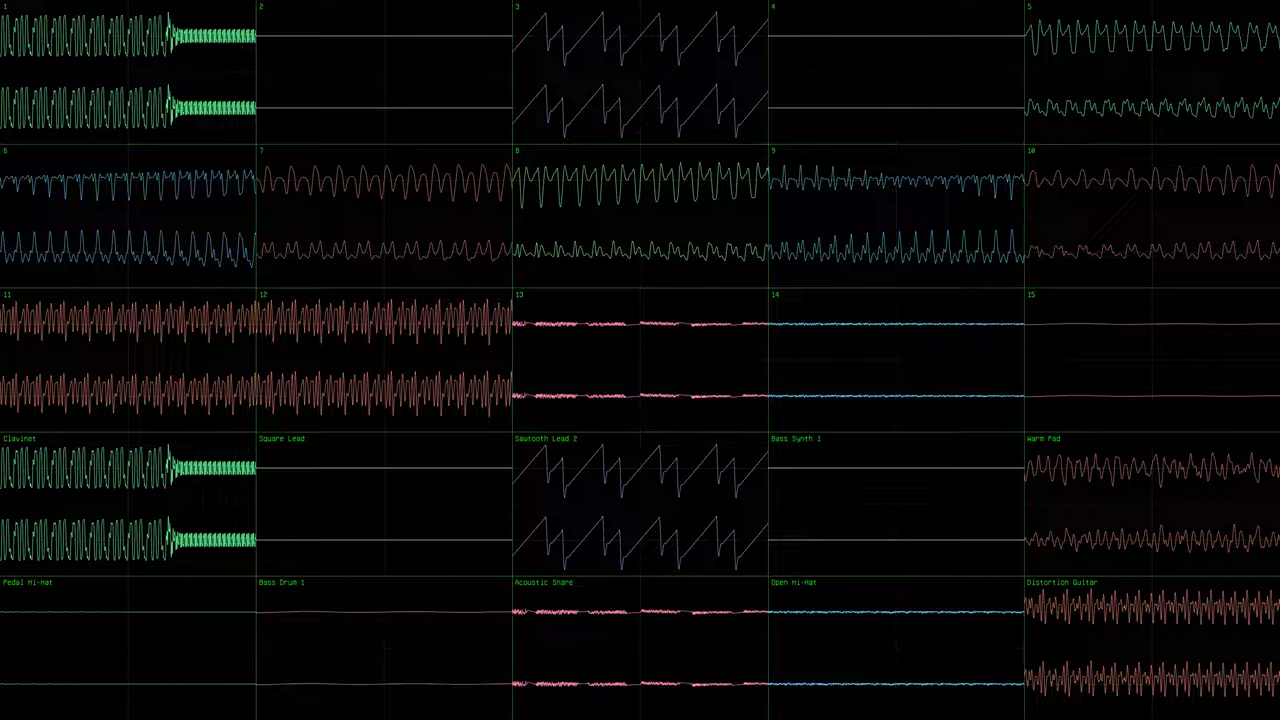 1
2
3
4
5
6
7
8
9
10
11
12
13
14
15
Clavinet
Square Lead
Sawtooth Lead 2
Bass Synth 1
Warm Pad
Pedal Hi-Hat
Bass Drum 1
Acoustic Snare
Open Hi-Hat
Distortion Guitar